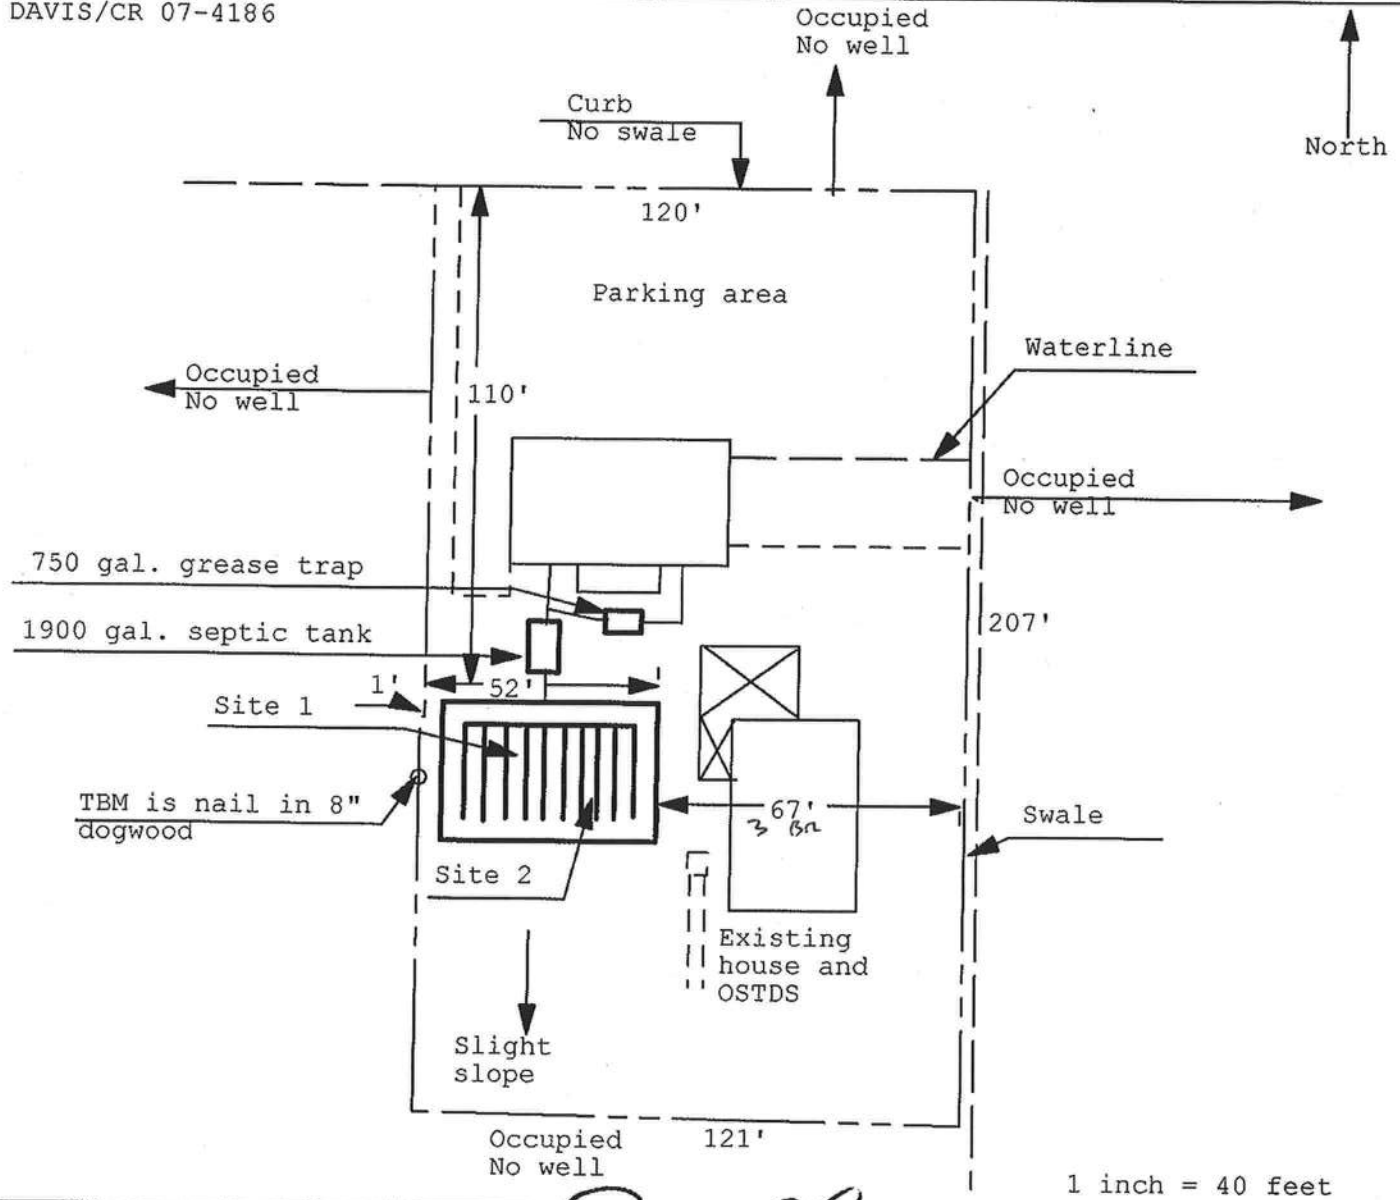 DAVIS/CR 07-4186
Occupied
No well
North
Curb
No swale
120'
Parking area
Waterline
Occupied
No well
110'
Occupied
No well
750 gal. grease trap
1900 gal. septic tank
207'
1'
52'
Site 1
TBM is nail in 8"
dogwood
67'
3 BR
Swale
Site 2
Existing
house and
OSTDS
Slight
slope
Occupied
No well
121'
1 inch = 40 feet